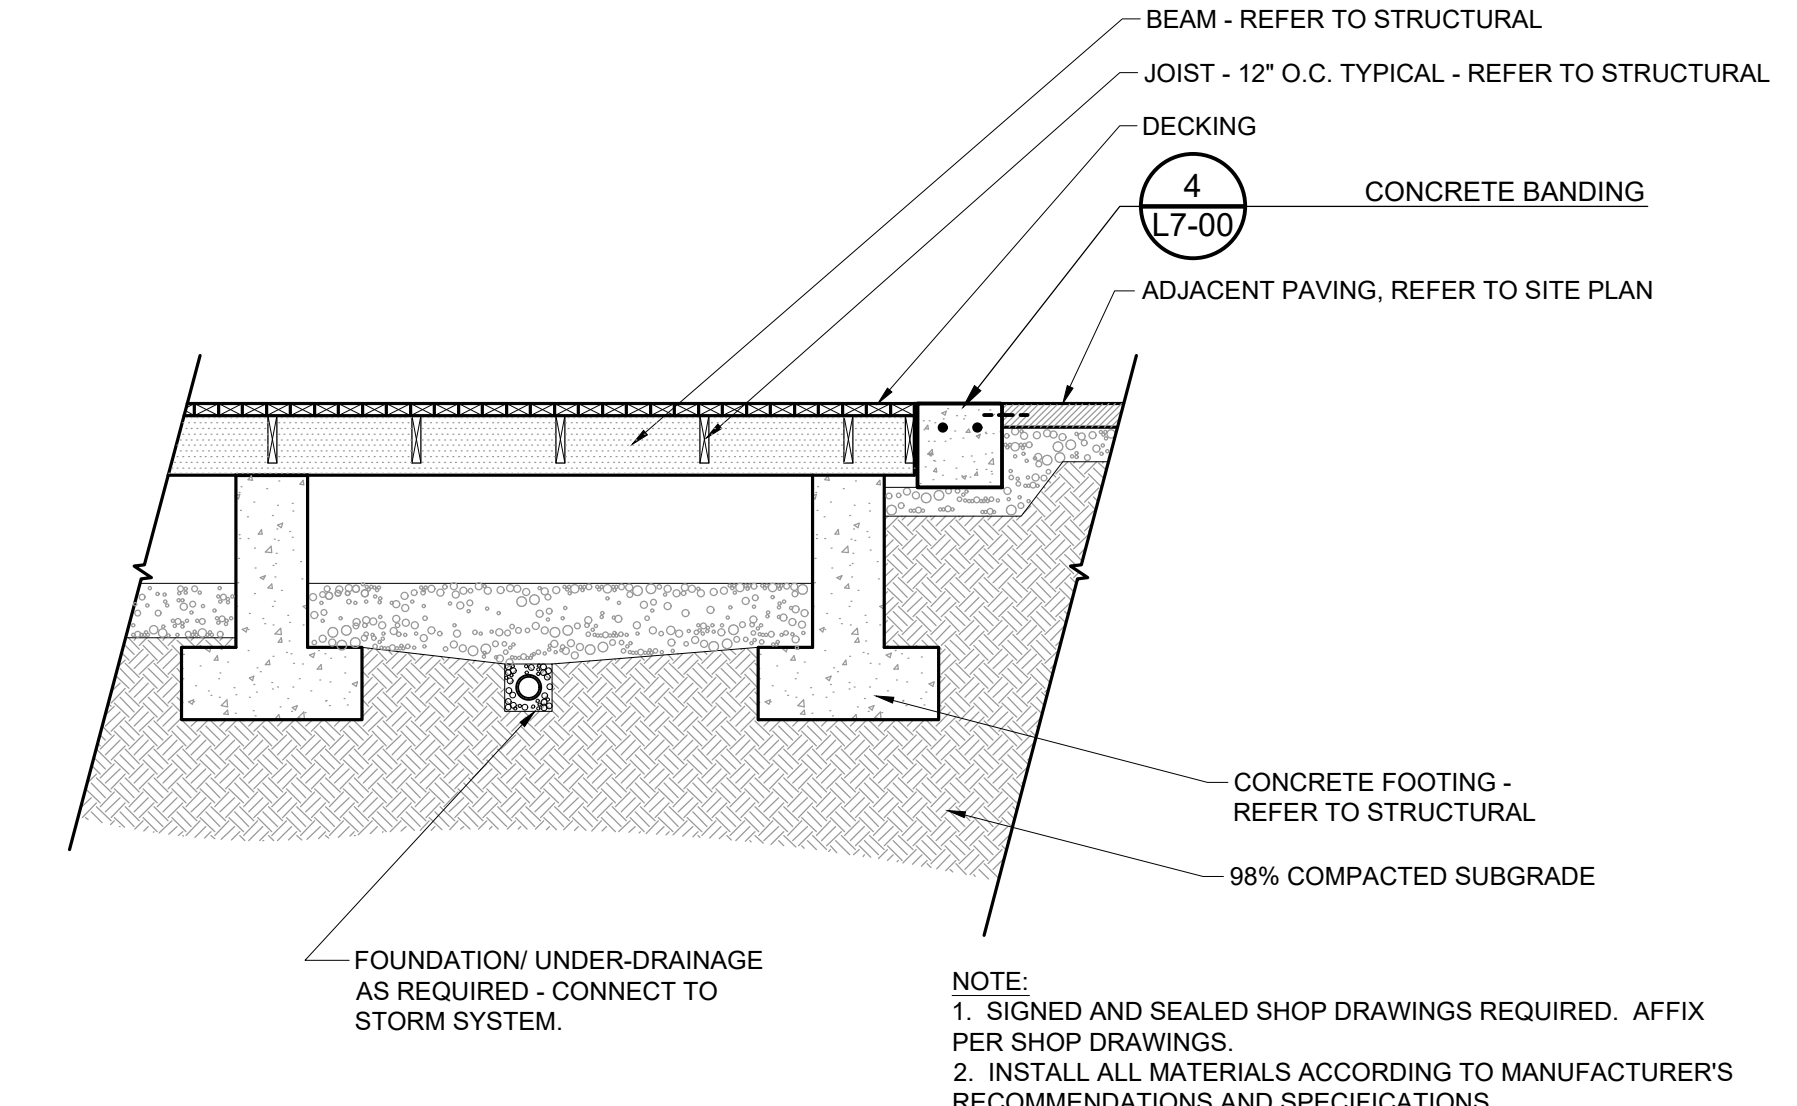 BEAM - REFER TO STRUCTURAL
JOIST - 12" O.C. TYPICAL - REFER TO STRUCTURAL
DECKING
4
L7-00
CONCRETE BANDING
ADJACENT PAVING, REFER TO SITE PLAN
CONCRETE FOOTING -
REFER TO STRUCTURAL
98% COMPACTED SUBGRADE
FOUNDATION/ UNDER-DRAINAGE
AS REQUIRED - CONNECT TO
STORM SYSTEM.
NOTE:
1. SIGNED AND SEALED SHOP DRAWINGS REQUIRED. AFFIX
PER SHOP DRAWINGS.
2. INSTALL ALL MATERIALS ACCORDING TO MANUFACTURER'S
RECOMMENDATIONS AND SPECIFICATIONS